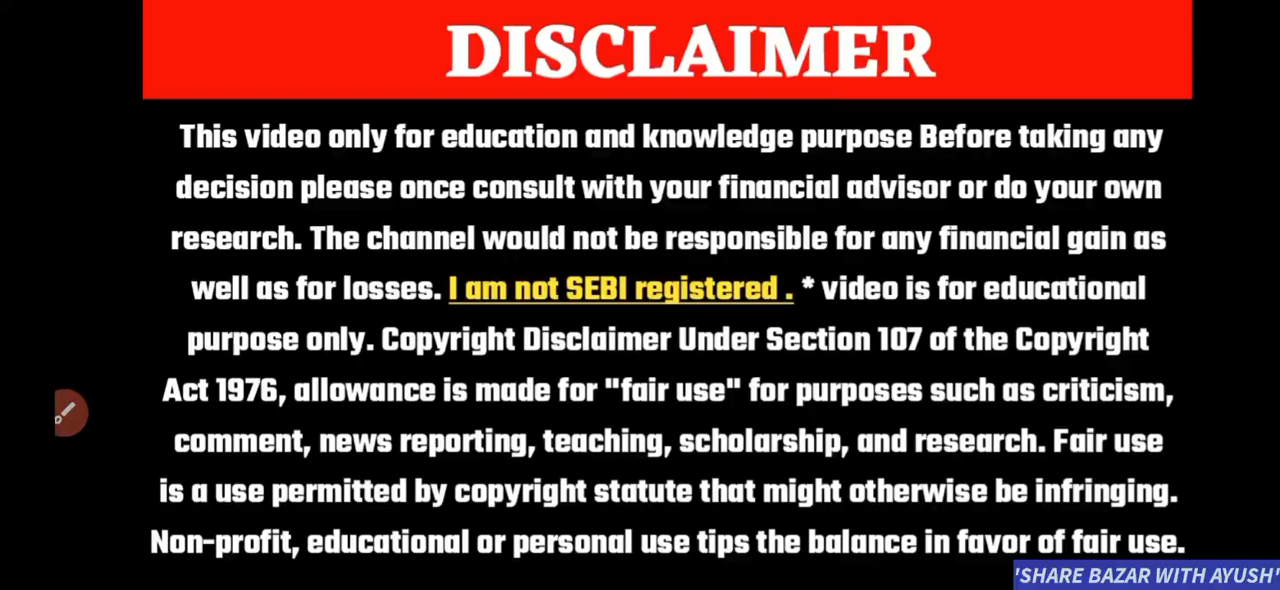 DISCLAIMER
This video only for education and knowledge purpose Before taking any
decision please once consult with your financial advisor or do your own
research. The channel would not be responsible for any financial gain as
well as for losses. I am not SEBI registered . * video is for educational
purpose only. Copyright Disclaimer Under Section 107 of the Copyright
Act 1976, allowance is made for "fair use" for purposes such as criticism,
comment, news reporting, teaching, scholarship, and research. Fair use
is a use permitted by copyright statute that might otherwise be infringing.
Non-profit, educational or personal use tips the balance in favor of fair use.
'SHARE BAZAR WITH AYUSH'